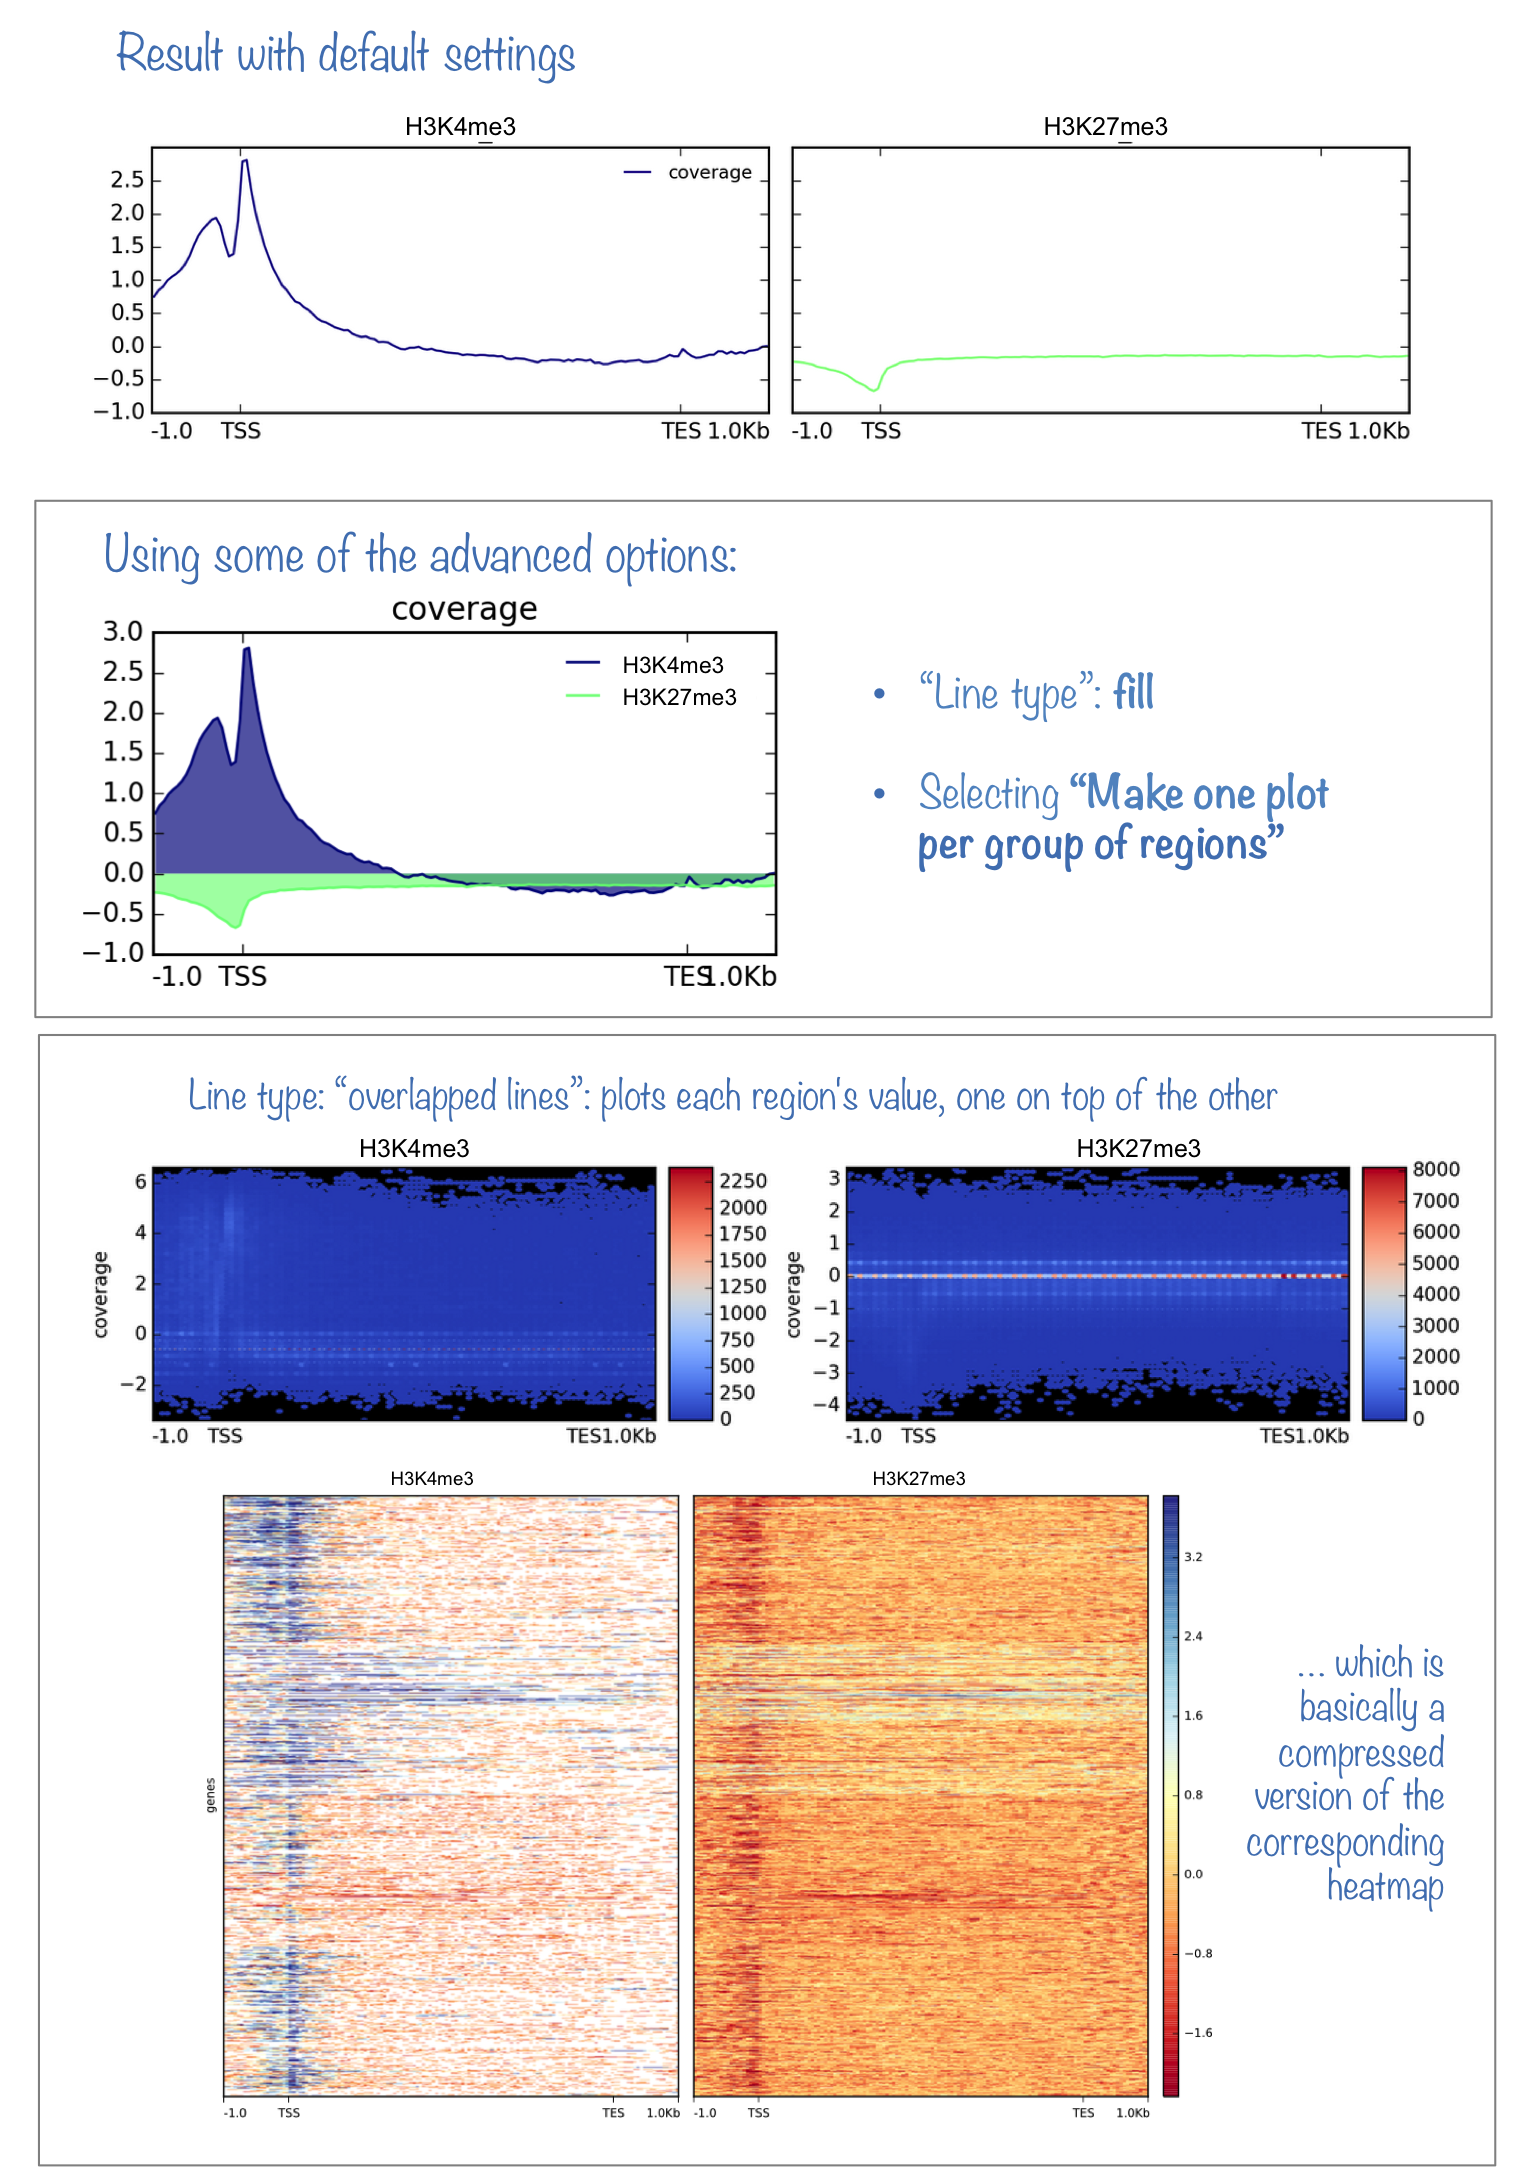 Result with default settings
H3K4me3
H3K27me3
coverage
2.5
2.0
1.5
1.0
0.5
0.0
−0.5
−1.0
-1.0 TSS TES 1.0Kb
-1.0 TSS TES 1.0Kb
Using some of the advanced options:
coverage
3.0
2.5
2.0
1.5
1.0
0.5
0.0
−0.5
−1.0
H3K4me3
H3K27me3
-1.0 TSS TES 1.0Kb
• “Line type”: fill
• Selecting “Make one plot
per group of regions”
Line type: “overlapped lines”: plots each region's value, one on top of the other
H3K4me3
coverage
6
4
2
0
−2
-1.0 TSS TES1.0Kb
2250
2000
1750
1500
1250
1000
750
500
250
0
H3K27me3
coverage
3
2
1
0
−1
−2
−3
−4
-1.0 TSS TES1.0Kb
8000
7000
6000
5000
4000
3000
2000
1000
0
H3K4me3
H3K27me3
genes
-1.0 TSS TES 1.0Kb
-1.0 TSS TES 1.0Kb
3.2
2.4
1.6
0.8
0.0
−0.8
−1.6
... which is
basically a
compressed
version of the
corresponding
heatmap